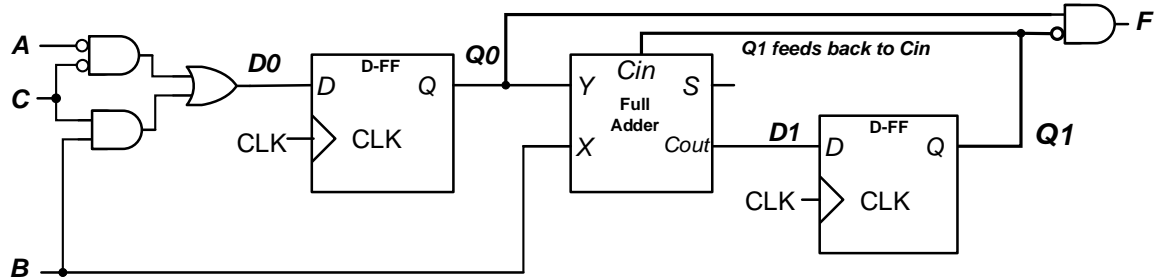 A
C
B
D0
D-FF
D
Q
CLK
CLK
Q0
Cin
Y
S
Full
Adder
X
Cout
Q1 feeds back to Cin
D1
D-FF
D
Q
CLK
CLK
Q1
F